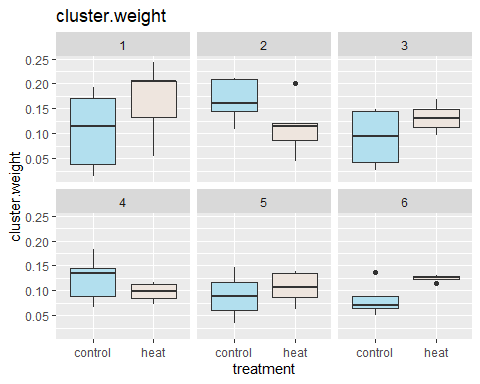 cluster.weight
1 2 3
0.25
0.20
0.15
0.10
0.05
cluster.weight
4 5 6
0.25
0.20
0.15
0.10
0.05
control heat control heat control heat
treatment